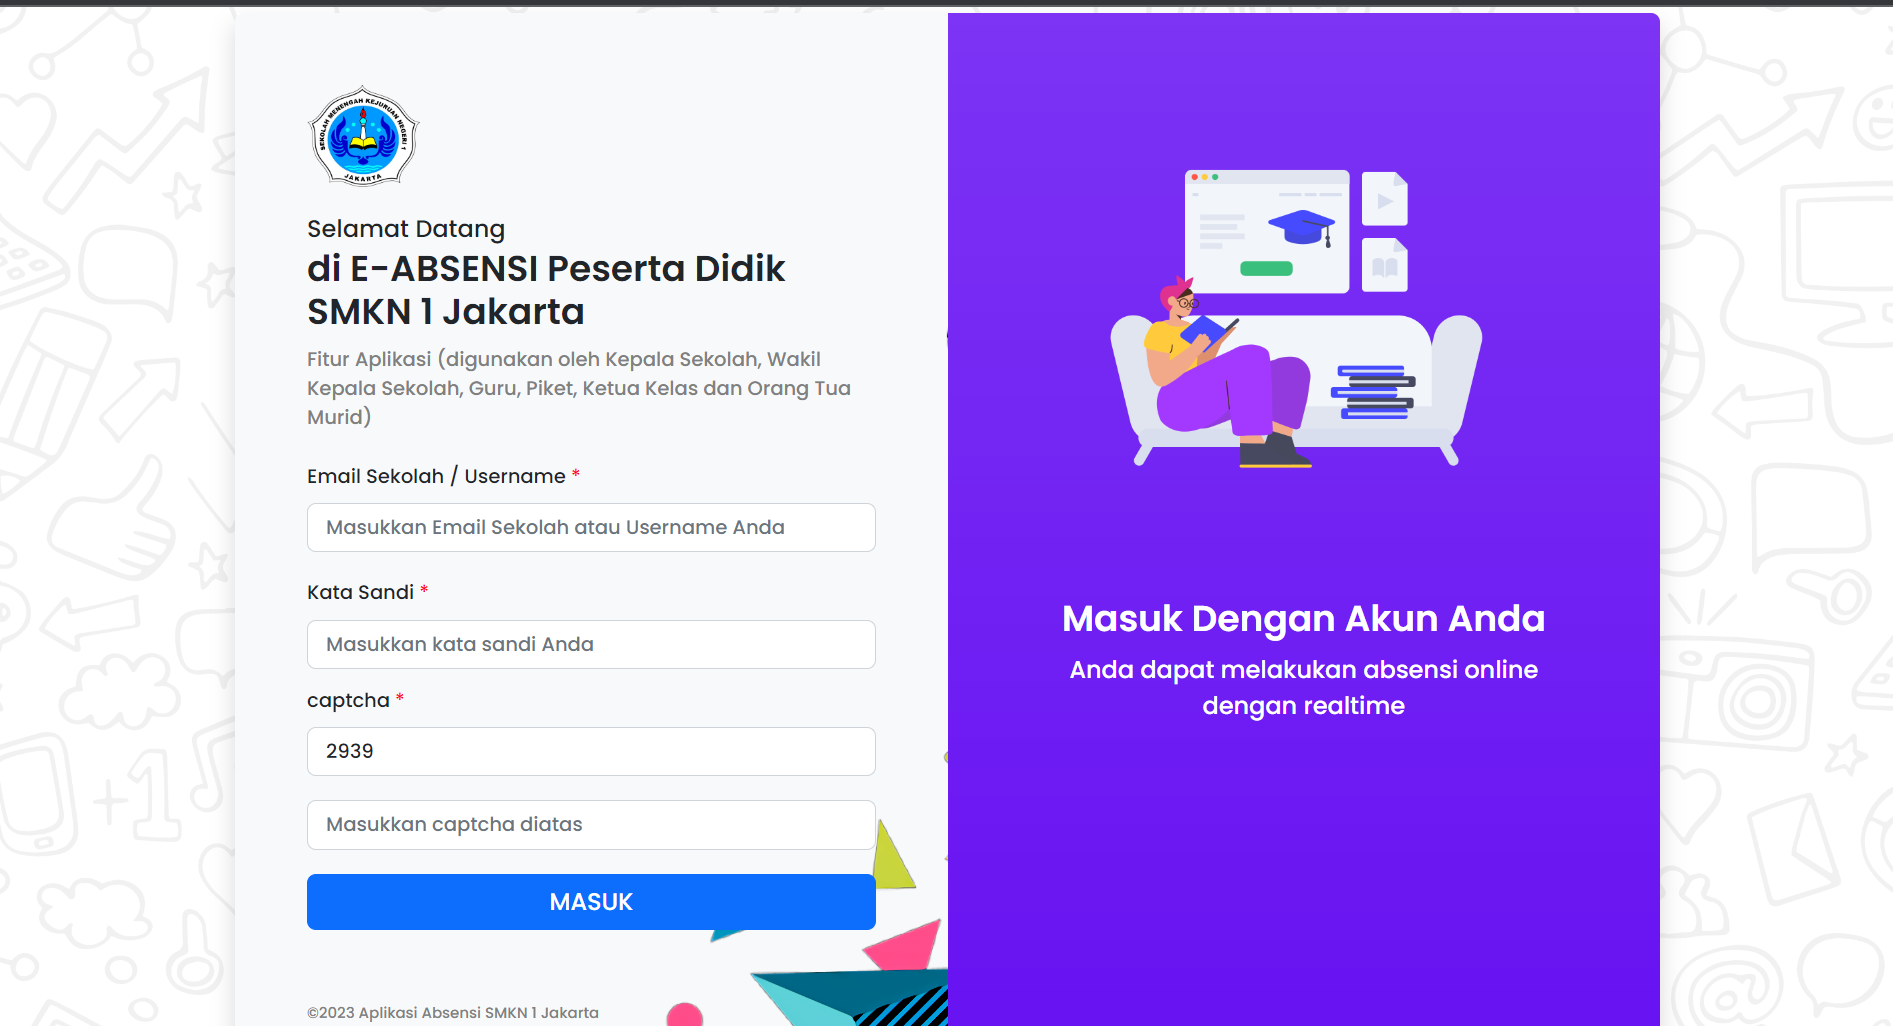 SEKOLAH MENENGAH KEJURUAN NEGERI 1
JAKARTA
Selamat Datang
di E-ABSENSI Peserta Didik
SMKN 1 Jakarta
Fitur Aplikasi (digunakan oleh Kepala Sekolah, Wakil
Kepala Sekolah, Guru, Piket, Ketua Kelas dan Orang Tua
Murid)
Email Sekolah / Username *
Masukkan Email Sekolah atau Username Anda
Kata Sandi *
Masukkan kata sandi Anda
captcha *
2939
Masukkan captcha diatas
MASUK
©2023 Aplikasi Absensi SMKN 1 Jakarta
Masuk Dengan Akun Anda
Anda dapat melakukan absensi online
dengan realtime
+1